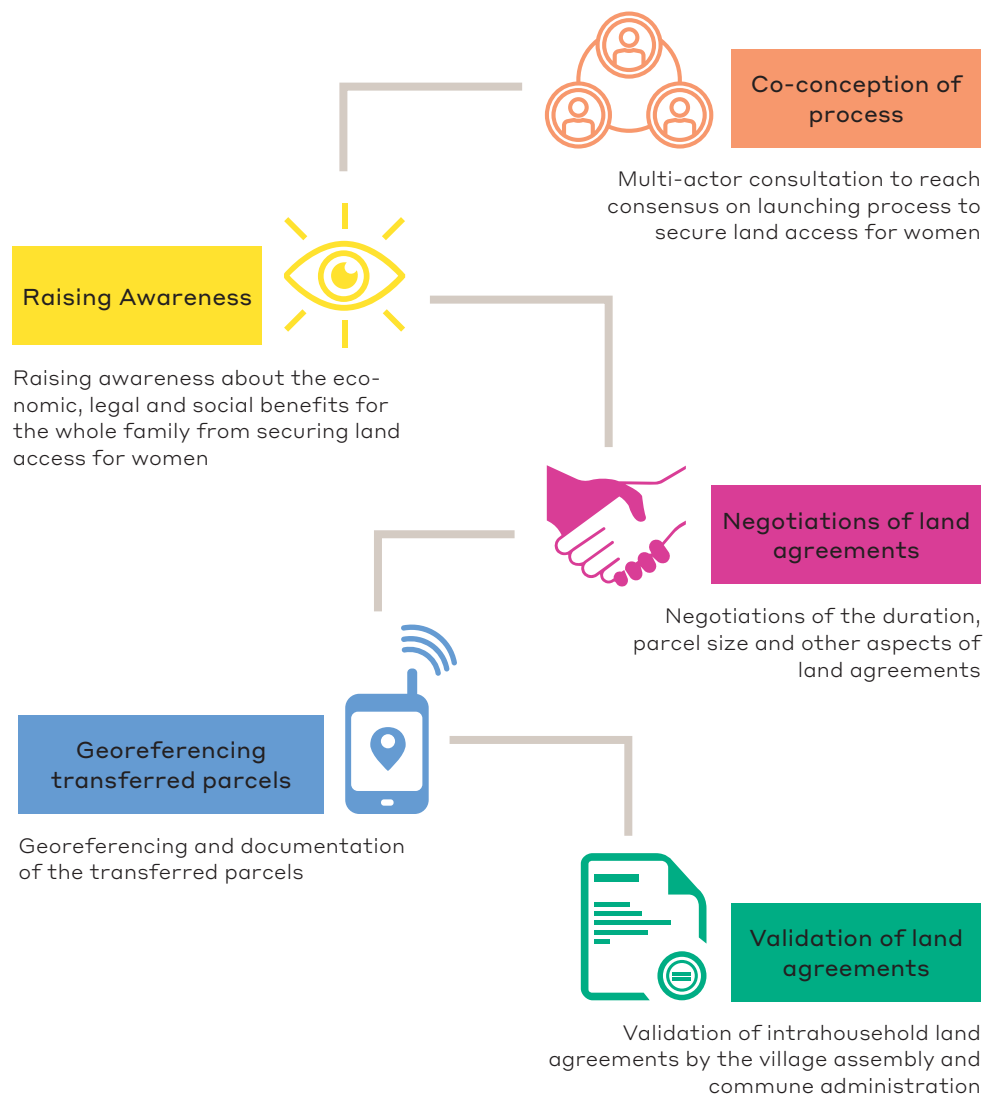 Co-conception of
process
Multi-actor consultation to reach
consensus on launching process to
secure land access for women
Raising Awareness
Raising awareness about the eco-
nomic, legal and social benefits for
the whole family from securing land
access for women
Negotiations of land
agreements
Negotiations of the duration,
parcel size and other aspects of
land agreements
Georeferencing
transferred parcels
Georeferencing and documentation
of the transferred parcels
Validation of land
agreements
Validation of intrahousehold land
agreements by the village assembly and
commune administration